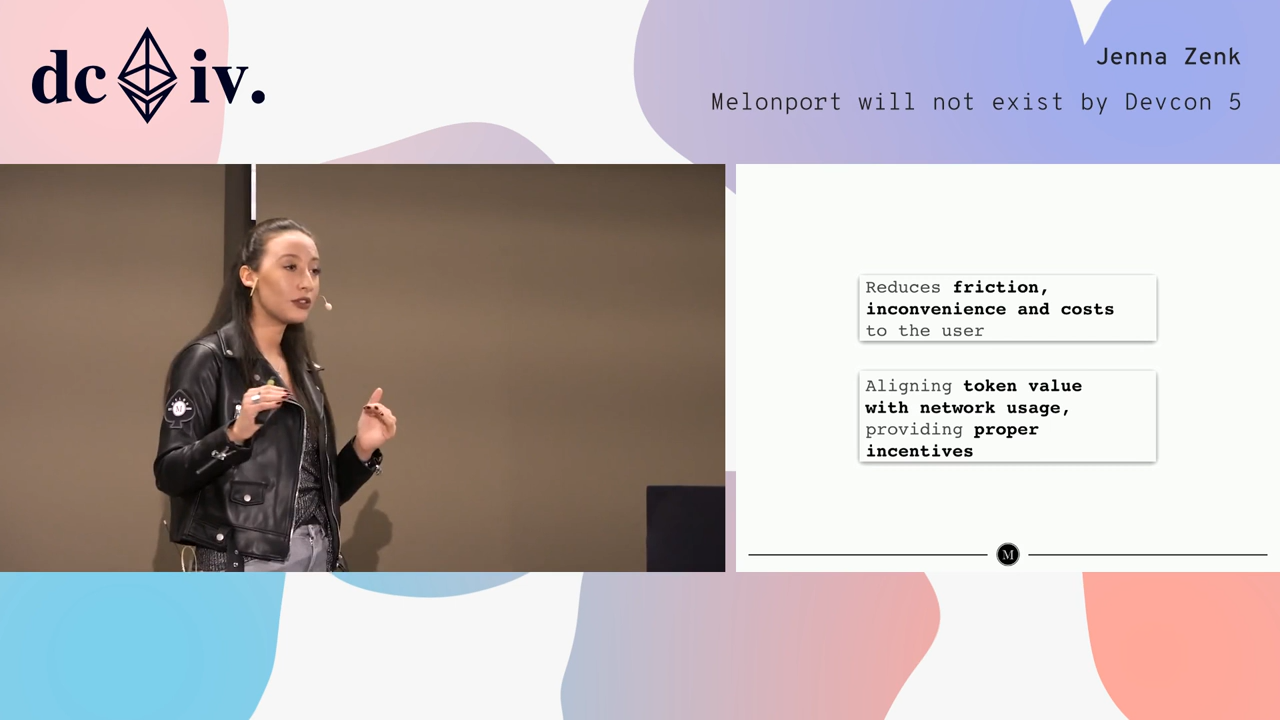 dc iv.
Jenna Zenk
Melonport will not exist by Devcon 5
Reduces friction,
inconvenience and costs
to the user
Aligning token value
with network usage,
providing proper
incentives
M
M